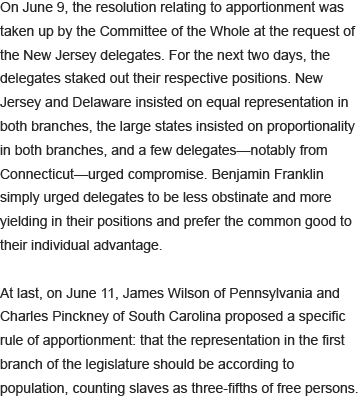 On June 9, the resolution relating to apportionment was
taken up by the Committee of the Whole at the request of
the New Jersey delegates. For the next two days, the
delegates staked out their respective positions. New
Jersey and Delaware insisted on equal representation in
both branches, the large states insisted on proportionality
in both branches, and a few delegates—notably from
Connecticut—urged compromise. Benjamin Franklin
simply urged delegates to be less obstinate and more
yielding in their positions and prefer the common good to
their individual advantage.

At last, on June 11, James Wilson of Pennsylvania and
Charles Pinckney of South Carolina proposed a specific
rule of apportionment: that the representation in the first
branch of the legislature should be according to
population, counting slaves as three-fifths of free persons.